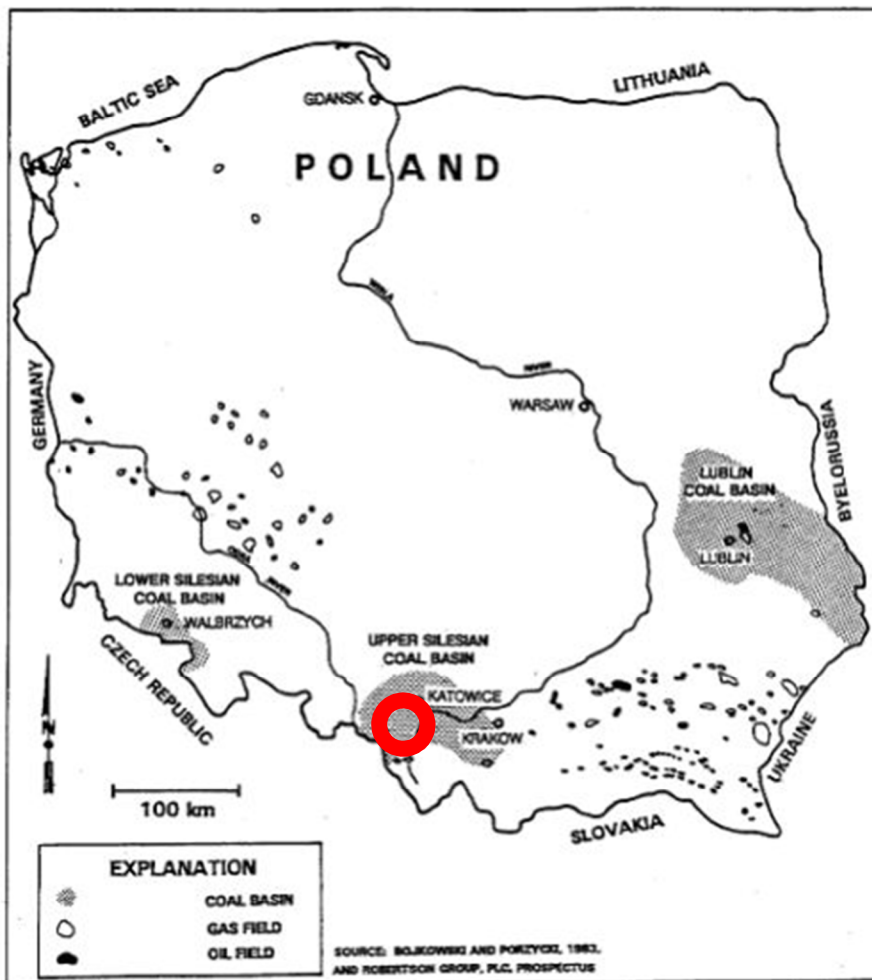 BALTIC SEA
GDANSK
LITHUANIA
POLAND
RIVER
WARSAW
GERMANY
BYELORUSSIA
LUBLIN
COAL BASIN
LUBLIN
RIVER
LOWER SILESIAN
COAL BASIN
WALBRZYCH
CZECH REPUBLIC
UPPER SILESIAN
COAL BASIN
KATOWICE
KRAKOW
UKRAINE
SLOVAKIA
N
100 km
EXPLANATION
COAL BASIN
GAS FIELD
OIL FIELD
SOURCE: BOJKOWSKI AND PORZYCKI, 1983,
AND ROBERTSON GROUP, PLC, PROSPECTUS